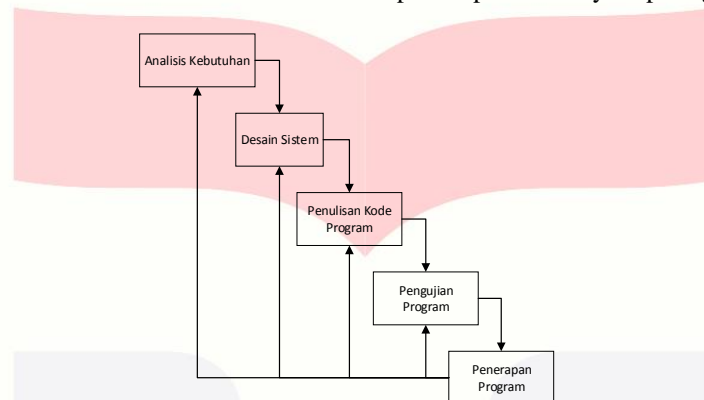 Analisis Kebutuhan
Desain Sistem
Penulisan Kode
Program
Pengujian
Program
Penerapan
Program